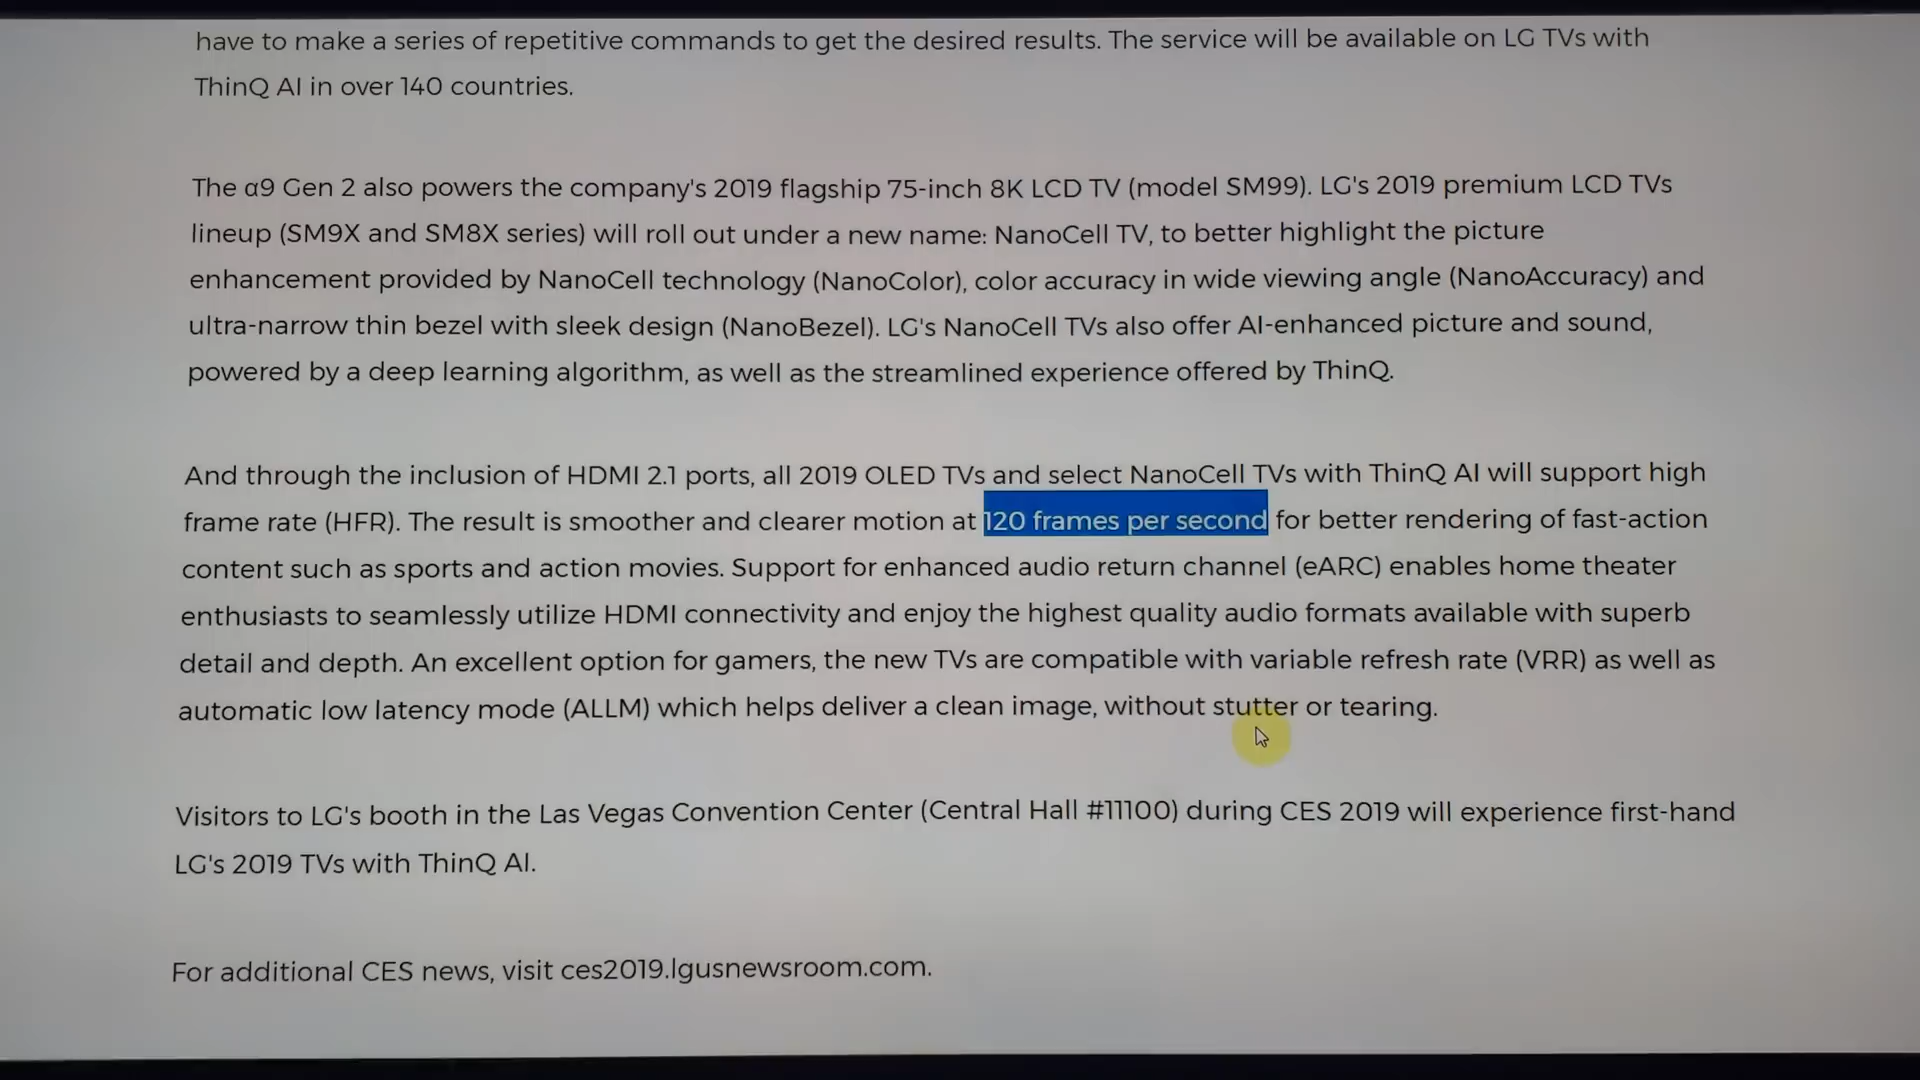 have to make a series of repetitive commands to get the desired results. The service will be available on LG TVs with
ThinQ AI in over 140 countries.
The α9 Gen 2 also powers the company's 2019 flagship 75-inch 8K LCD TV (model SM99). LG's 2019 premium LCD TVs
lineup (SM9X and SM8X series) will roll out under a new name: NanoCell TV, to better highlight the picture
enhancement provided by NanoCell technology (NanoColor), color accuracy in wide viewing angle (NanoAccuracy) and
ultra-narrow thin bezel with sleek design (NanoBezel). LG's NanoCell TVs also offer AI-enhanced picture and sound,
powered by a deep learning algorithm, as well as the streamlined experience offered by ThinQ.
And through the inclusion of HDMI 2.1 ports, all 2019 OLED TVs and select NanoCell TVs with ThinQ AI will support high
frame rate (HFR). The result is smoother and clearer motion at 120 frames per second for better rendering of fast-action
content such as sports and action movies. Support for enhanced audio return channel (eARC) enables home theater
enthusiasts to seamlessly utilize HDMI connectivity and enjoy the highest quality audio formats available with superb
detail and depth. An excellent option for gamers, the new TVs are compatible with variable refresh rate (VRR) as well as
automatic low latency mode (ALLM) which helps deliver a clean image, without stutter or tearing.
Visitors to LG's booth in the Las Vegas Convention Center (Central Hall #11100) during CES 2019 will experience first-hand
LG's 2019 TVs with ThinQ AI.
For additional CES news, visit ces2019.lgusnewsroom.com.